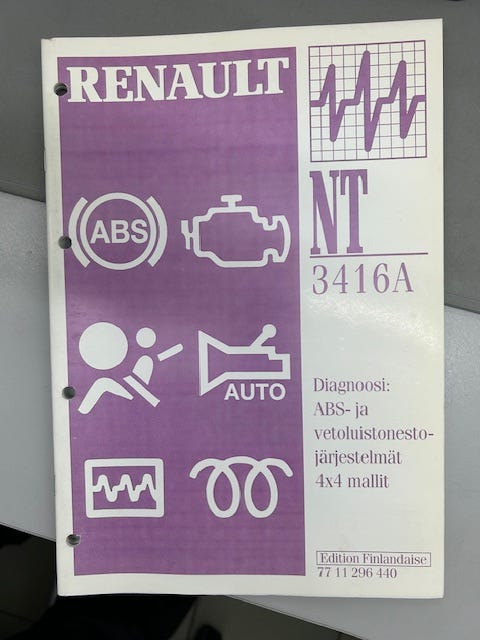 RENAULT
NT
3416A
ABS
AUTO
Diagnoosi:
ABS- ja
vetoluistonesto-
järjestelmät
4x4 mallit
Edition Finlandaise
77 11 296 440